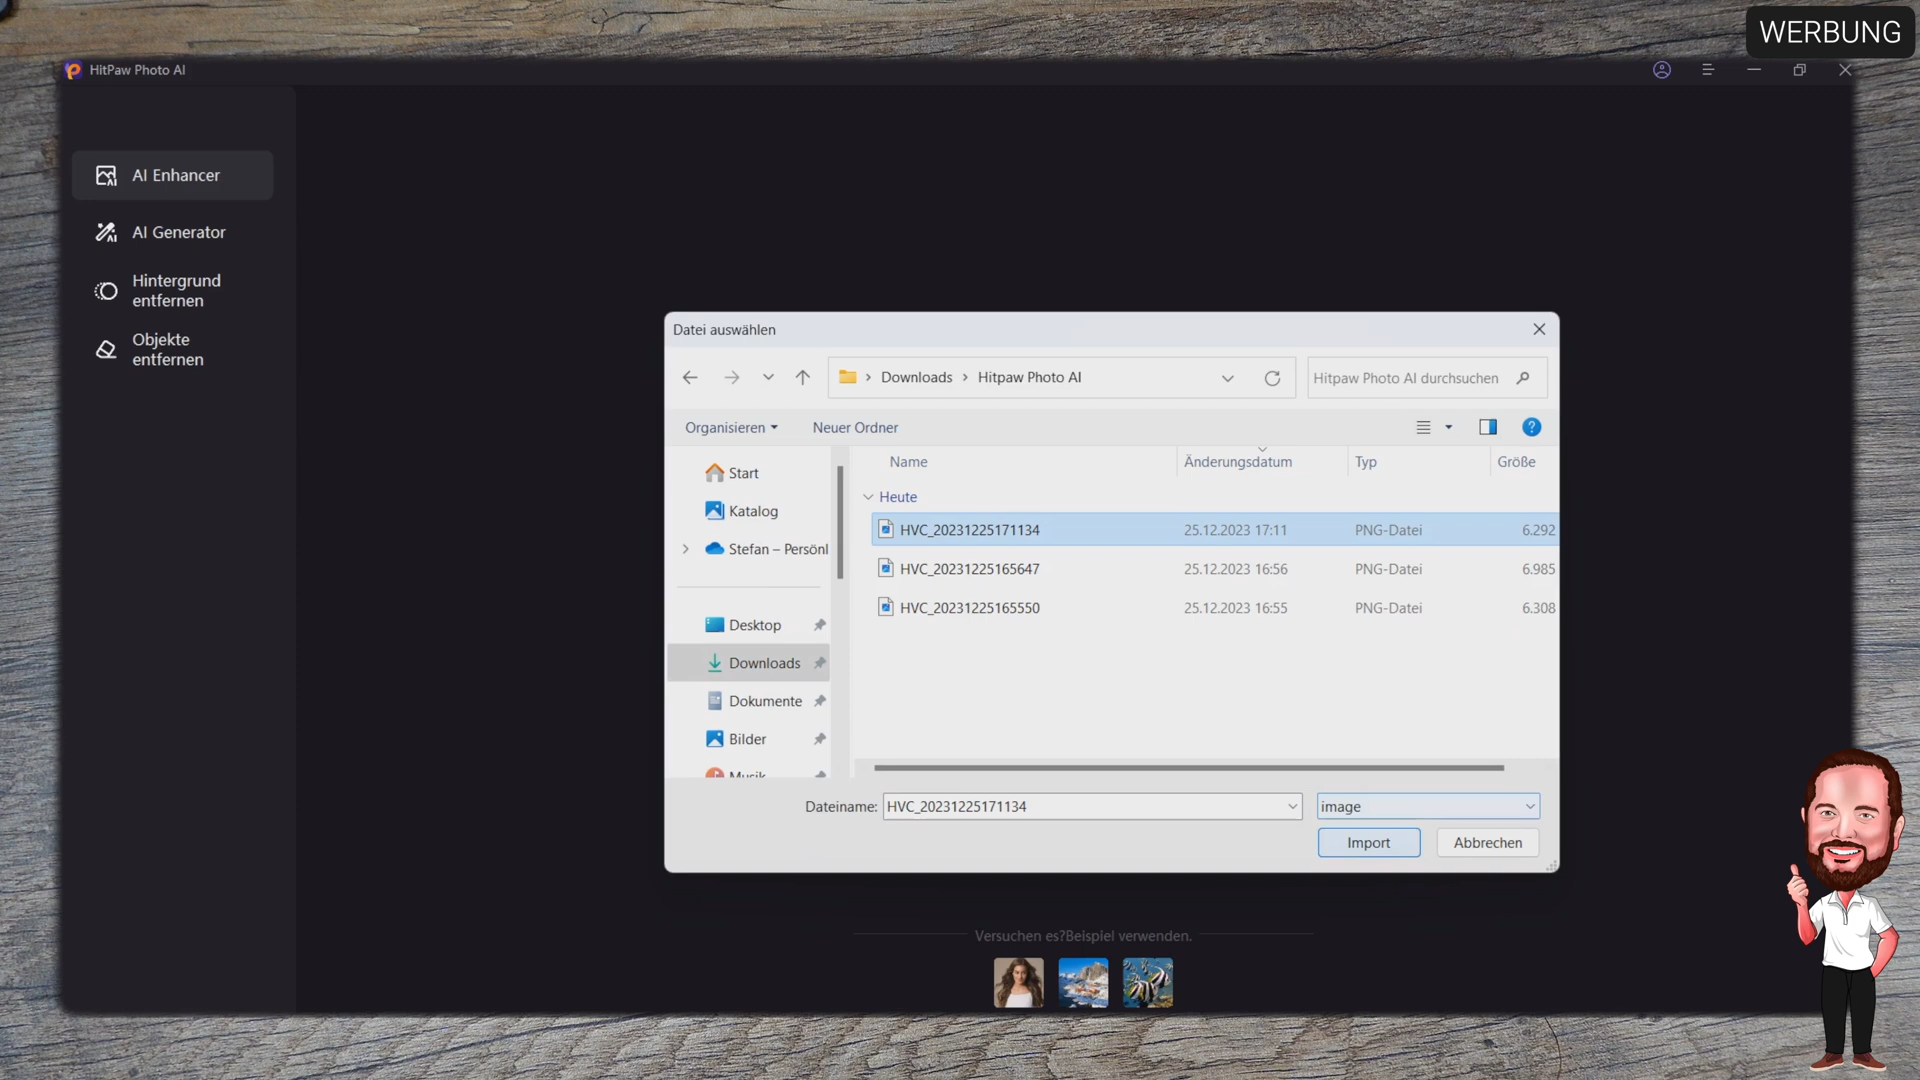 WERBUNG
HitPaw Photo AI
AI Enhancer
AI Generator
Hintergrund
entfernen
Objekte
entfernen
Datei auswählen
Downloads
Hitpaw Photo AI
Hitpaw Photo AI durchsuchen
Organisieren
Neuer Ordner
?
Name
Änderungsdatum
Typ
Größe
Start
Katalog
Stefan – Persönl
Desktop
Downloads
Dokumente
Bilder
Musik
Heute
HVC_20231225171134 25.12.2023 17:11 PNG-Datei 6.292
HVC_20231225165647 25.12.2023 16:56 PNG-Datei 6.985
HVC_20231225165550 25.12.2023 16:55 PNG-Datei 6.308
Dateiname: HVC_20231225171134
image
Import
Abbrechen
Versuchen es?Beispiel verwenden.